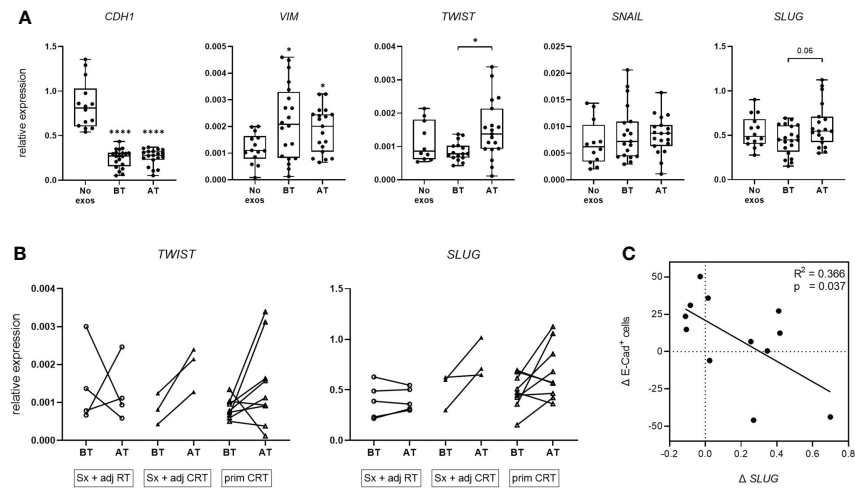 A
CDH1
VIM
TWIST
SNAIL
SLUG
relative expression
1.5
1.0
0.5
0.0
**** ****
No exos BT AT
0.005
0.004
0.003
0.002
0.001
0.000
* *
No exos BT AT
0.004
0.003
0.002
0.001
0.000
*
No exos BT AT
0.025
0.020
0.015
0.010
0.005
0.000
No exos BT AT
1.5
1.0
0.5
0.0
0.06
No exos BT AT
B
TWIST
SLUG
relative expression
0.004
0.003
0.002
0.001
0.000
BT AT BT AT BT AT
Sx + adj RT
Sx + adj CRT
prim CRT
1.5
1.0
0.5
0.0
BT AT BT AT BT AT
Sx + adj RT
Sx + adj CRT
prim CRT
C
R² = 0.366
p = 0.037
Δ E-Cad⁺ cells
50
25
0
-25
-50
-0.2 0.0 0.2 0.4 0.6 0.8
Δ SLUG